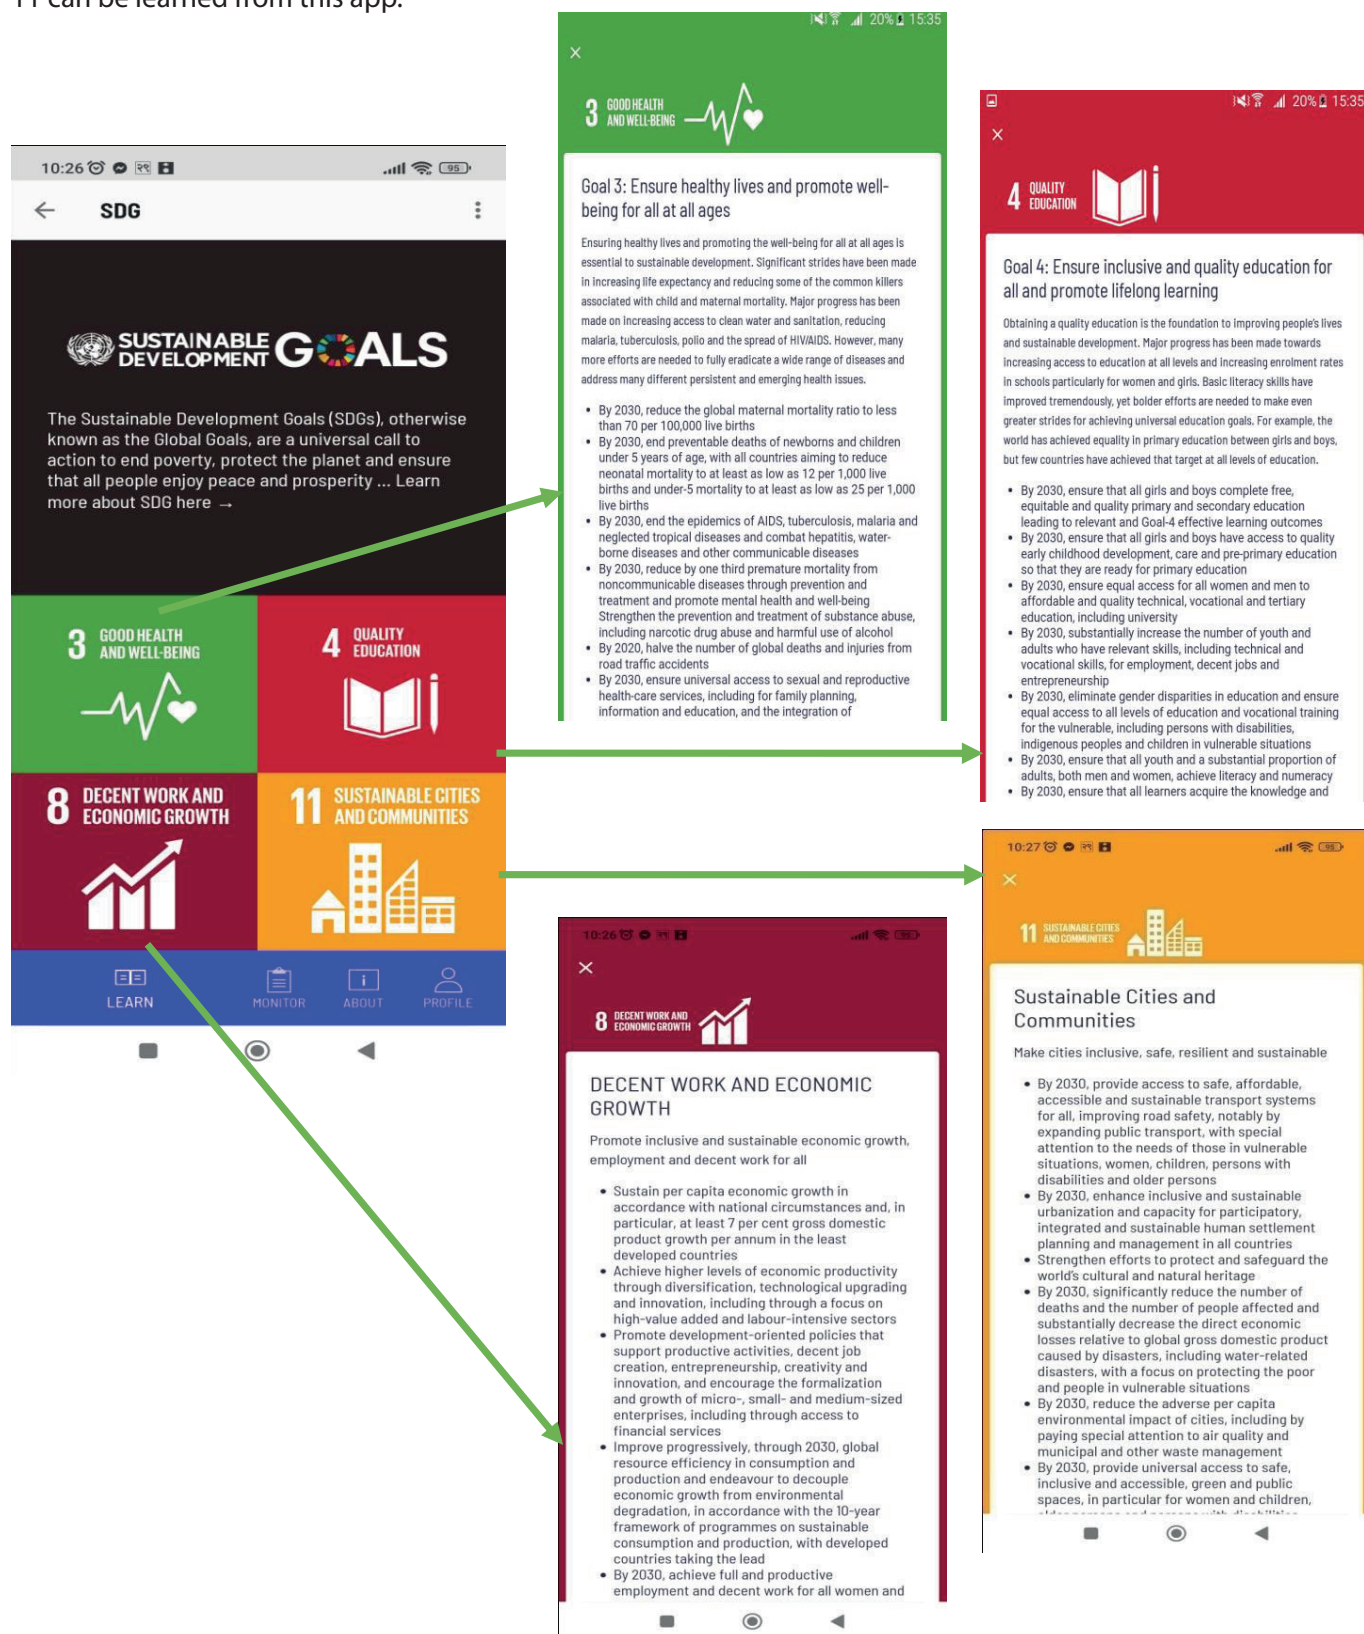 11 can be learned from this app.
10:26
95
SDG
SUSTAINABLE
DEVELOPMENT
GOALS
The Sustainable Development Goals (SDGs), otherwise
known as the Global Goals, are a universal call to
action to end poverty, protect the planet and ensure
that all people enjoy peace and prosperity ... Learn
more about SDG here →
3 GOOD HEALTH
AND WELL-BEING
4 QUALITY
EDUCATION
8 DECENT WORK AND
ECONOMIC GROWTH
11 SUSTAINABLE CITIES
AND COMMUNITIES
LEARN
MONITOR
ABOUT
PROFILE
20% 15:35
×
3 GOOD HEALTH
AND WELL-BEING
Goal 3: Ensure healthy lives and promote well-
being for all at all ages
Ensuring healthy lives and promoting the well-being for all at all ages is
essential to sustainable development. Significant strides have been made
in increasing life expectancy and reducing some of the common killers
associated with child and maternal mortality. Major progress has been
made on increasing access to clean water and sanitation, reducing
malaria, tuberculosis, polio and the spread of HIV/AIDS. However, many
more efforts are needed to fully eradicate a wide range of diseases and
address many different persistent and emerging health issues.
• By 2030, reduce the global maternal mortality ratio to less
than 70 per 100,000 live births
• By 2030, end preventable deaths of newborns and children
under 5 years of age, with all countries aiming to reduce
neonatal mortality to at least as low as 12 per 1,000 live
births and under-5 mortality to at least as low as 25 per 1,000
live births
• By 2030, end the epidemics of AIDS, tuberculosis, malaria and
neglected tropical diseases and combat hepatitis, water-
borne diseases and other communicable diseases
• By 2030, reduce by one third premature mortality from
noncommunicable diseases through prevention and
treatment and promote mental health and well-being
Strengthen the prevention and treatment of substance abuse,
including narcotic drug abuse and harmful use of alcohol
• By 2020, halve the number of global deaths and injuries from
road traffic accidents
• By 2030, ensure universal access to sexual and reproductive
health-care services, including for family planning,
information and education, and the integration of
20% 15:35
×
4 QUALITY
EDUCATION
Goal 4: Ensure inclusive and quality education for
all and promote lifelong learning
Obtaining a quality education is the foundation to improving people's lives
and sustainable development. Major progress has been made towards
increasing access to education at all levels and increasing enrolment rates
in schools particularly for women and girls. Basic literacy skills have
improved tremendously, yet bolder efforts are needed to make even
greater strides for achieving universal education goals. For example, the
world has achieved equality in primary education between girls and boys,
but few countries have achieved that target at all levels of education.
• By 2030, ensure that all girls and boys complete free,
equitable and quality primary and secondary education
leading to relevant and Goal-4 effective learning outcomes
• By 2030, ensure that all girls and boys have access to quality
early childhood development, care and pre-primary education
so that they are ready for primary education
• By 2030, ensure equal access for all women and men to
affordable and quality technical, vocational and tertiary
education, including university
• By 2030, substantially increase the number of youth and
adults who have relevant skills, including technical and
vocational skills, for employment, decent jobs and
entrepreneurship
• By 2030, eliminate gender disparities in education and ensure
equal access to all levels of education and vocational training
for the vulnerable, including persons with disabilities,
indigenous peoples and children in vulnerable situations
• By 2030, ensure that all youth and a substantial proportion of
adults, both men and women, achieve literacy and numeracy
• By 2030, ensure that all learners acquire the knowledge and
10:26
95
×
8 DECENT WORK AND
ECONOMIC GROWTH
DECENT WORK AND ECONOMIC
GROWTH
Promote inclusive and sustainable economic growth,
employment and decent work for all
• Sustain per capita economic growth in
accordance with national circumstances and, in
particular, at least 7 per cent gross domestic
product growth per annum in the least
developed countries
• Achieve higher levels of economic productivity
through diversification, technological upgrading
and innovation, including through a focus on
high-value added and labour-intensive sectors
• Promote development-oriented policies that
support productive activities, decent job
creation, entrepreneurship, creativity and
innovation, and encourage the formalization
and growth of micro-, small- and medium-sized
enterprises, including through access to
financial services
• Improve progressively, through 2030, global
resource efficiency in consumption and
production and endeavour to decouple
economic growth from environmental
degradation, in accordance with the 10-year
framework of programmes on sustainable
consumption and production, with developed
countries taking the lead
• By 2030, achieve full and productive
employment and decent work for all women and
10:27
95
×
11 SUSTAINABLE CITIES
AND COMMUNITIES
Sustainable Cities and
Communities
Make cities inclusive, safe, resilient and sustainable
• By 2030, provide access to safe, affordable,
accessible and sustainable transport systems
for all, improving road safety, notably by
expanding public transport, with special
attention to the needs of those in vulnerable
situations, women, children, persons with
disabilities and older persons
• By 2030, enhance inclusive and sustainable
urbanization and capacity for participatory,
integrated and sustainable human settlement
planning and management in all countries
• Strengthen efforts to protect and safeguard the
world's cultural and natural heritage
• By 2030, significantly reduce the number of
deaths and the number of people affected and
substantially decrease the direct economic
losses relative to global gross domestic product
caused by disasters, including water-related
disasters, with a focus on protecting the poor
and people in vulnerable situations
• By 2030, reduce the adverse per capita
environmental impact of cities, including by
paying special attention to air quality and
municipal and other waste management
• By 2030, provide universal access to safe,
inclusive and accessible, green and public
spaces, in particular for women and children,